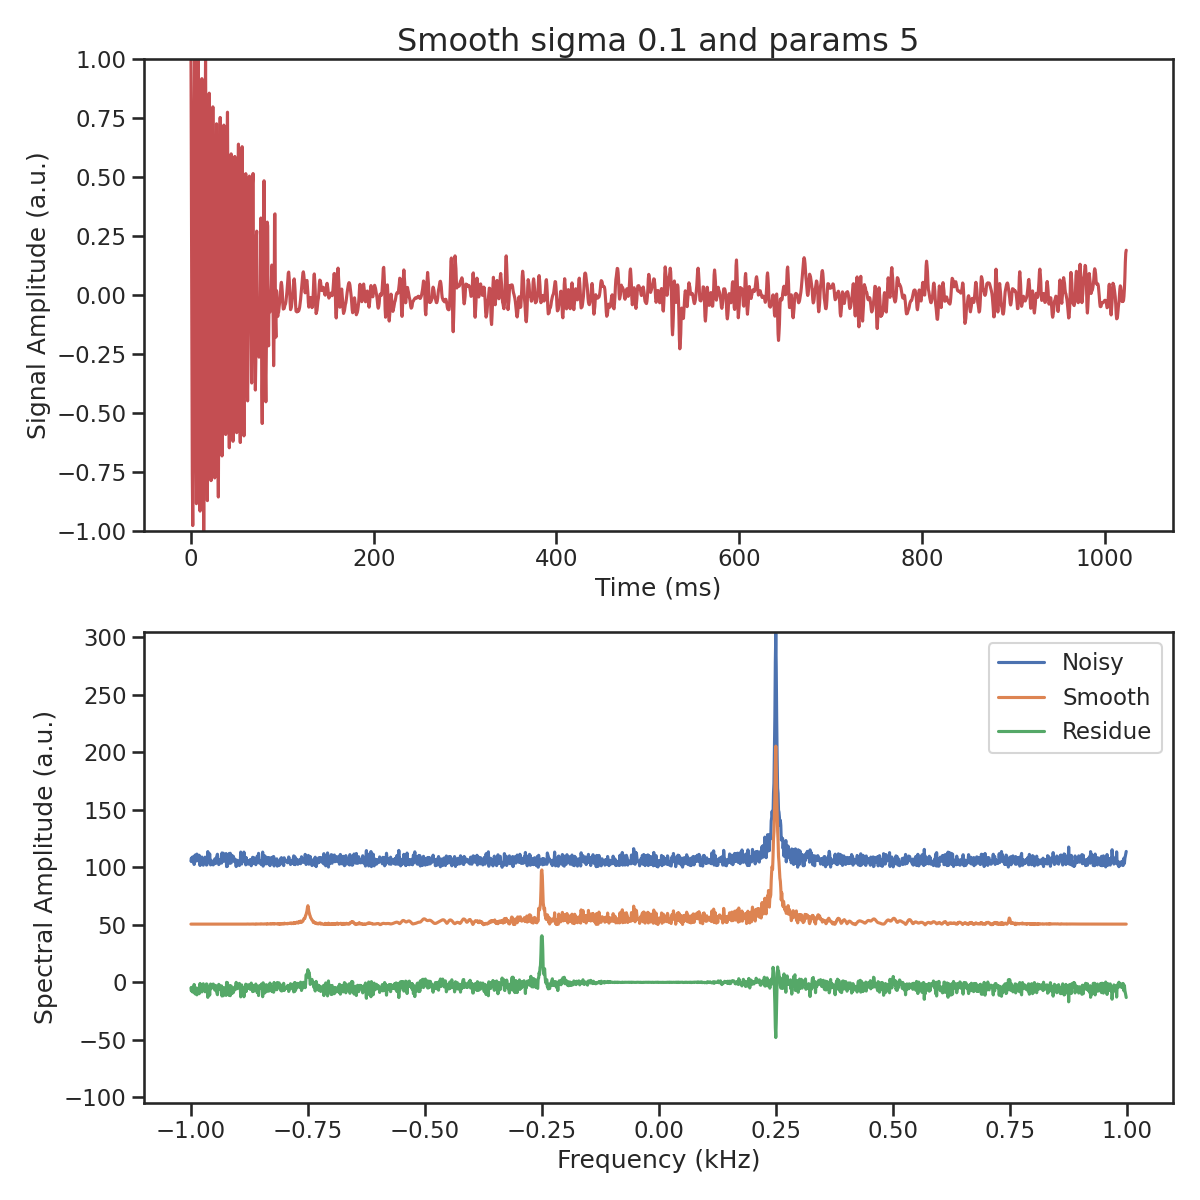 Smooth sigma 0.1 and params 5
1.00
0.75
0.50
0.25
0.00
−0.25
−0.50
−0.75
−1.00
Signal Amplitude (a.u.)
0 200 400 600 800 1000
Time (ms)
300
250
200
150
100
50
0
−50
−100
Spectral Amplitude (a.u.)
Noisy
Smooth
Residue
−1.00 −0.75 −0.50 −0.25 0.00 0.25 0.50 0.75 1.00
Frequency (kHz)